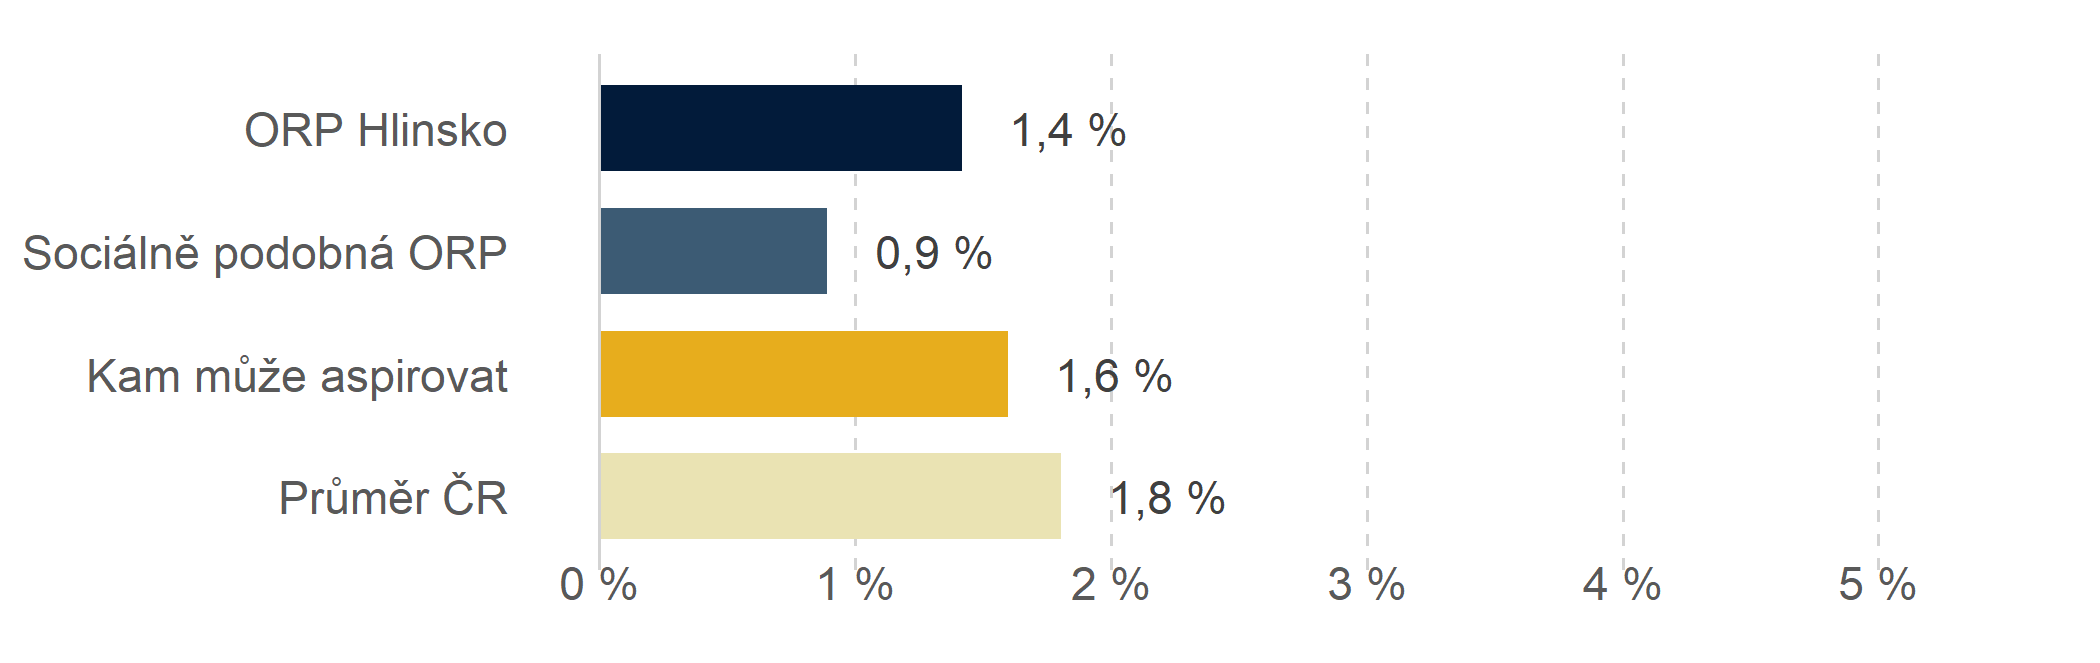 ORP Hlinsko 1,4 %
Sociálně podobná ORP 0,9 %
Kam může aspirovat 1,6 %
Průměr ČR 1,8 %
0 % 1 % 2 % 3 % 4 % 5 %